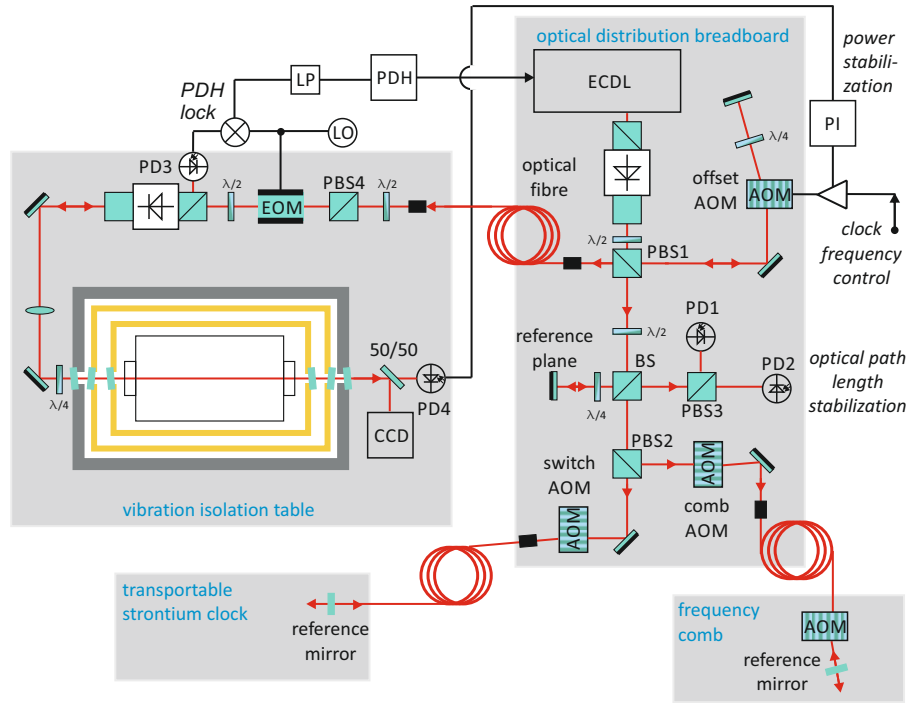 optical distribution breadboard
power
stabili-
zation
ECDL
LP
PDH
PDH
lock
LO
PI
λ/4
PD3
PBS4
λ/2
λ/2
optical
fibre
offset
AOM
AOM
EOM
λ/2
PBS1
clock
frequency
control
PD1
reference
plane
λ/2
BS
PD2
optical path
length
stabilization
50/50
λ/4
PD4
λ/4
PBS3
CCD
PBS2
switch
AOM
AOM
comb
AOM
AOM
vibration isolation table
transportable
strontium clock
reference
mirror
frequency
comb
AOM
reference
mirror